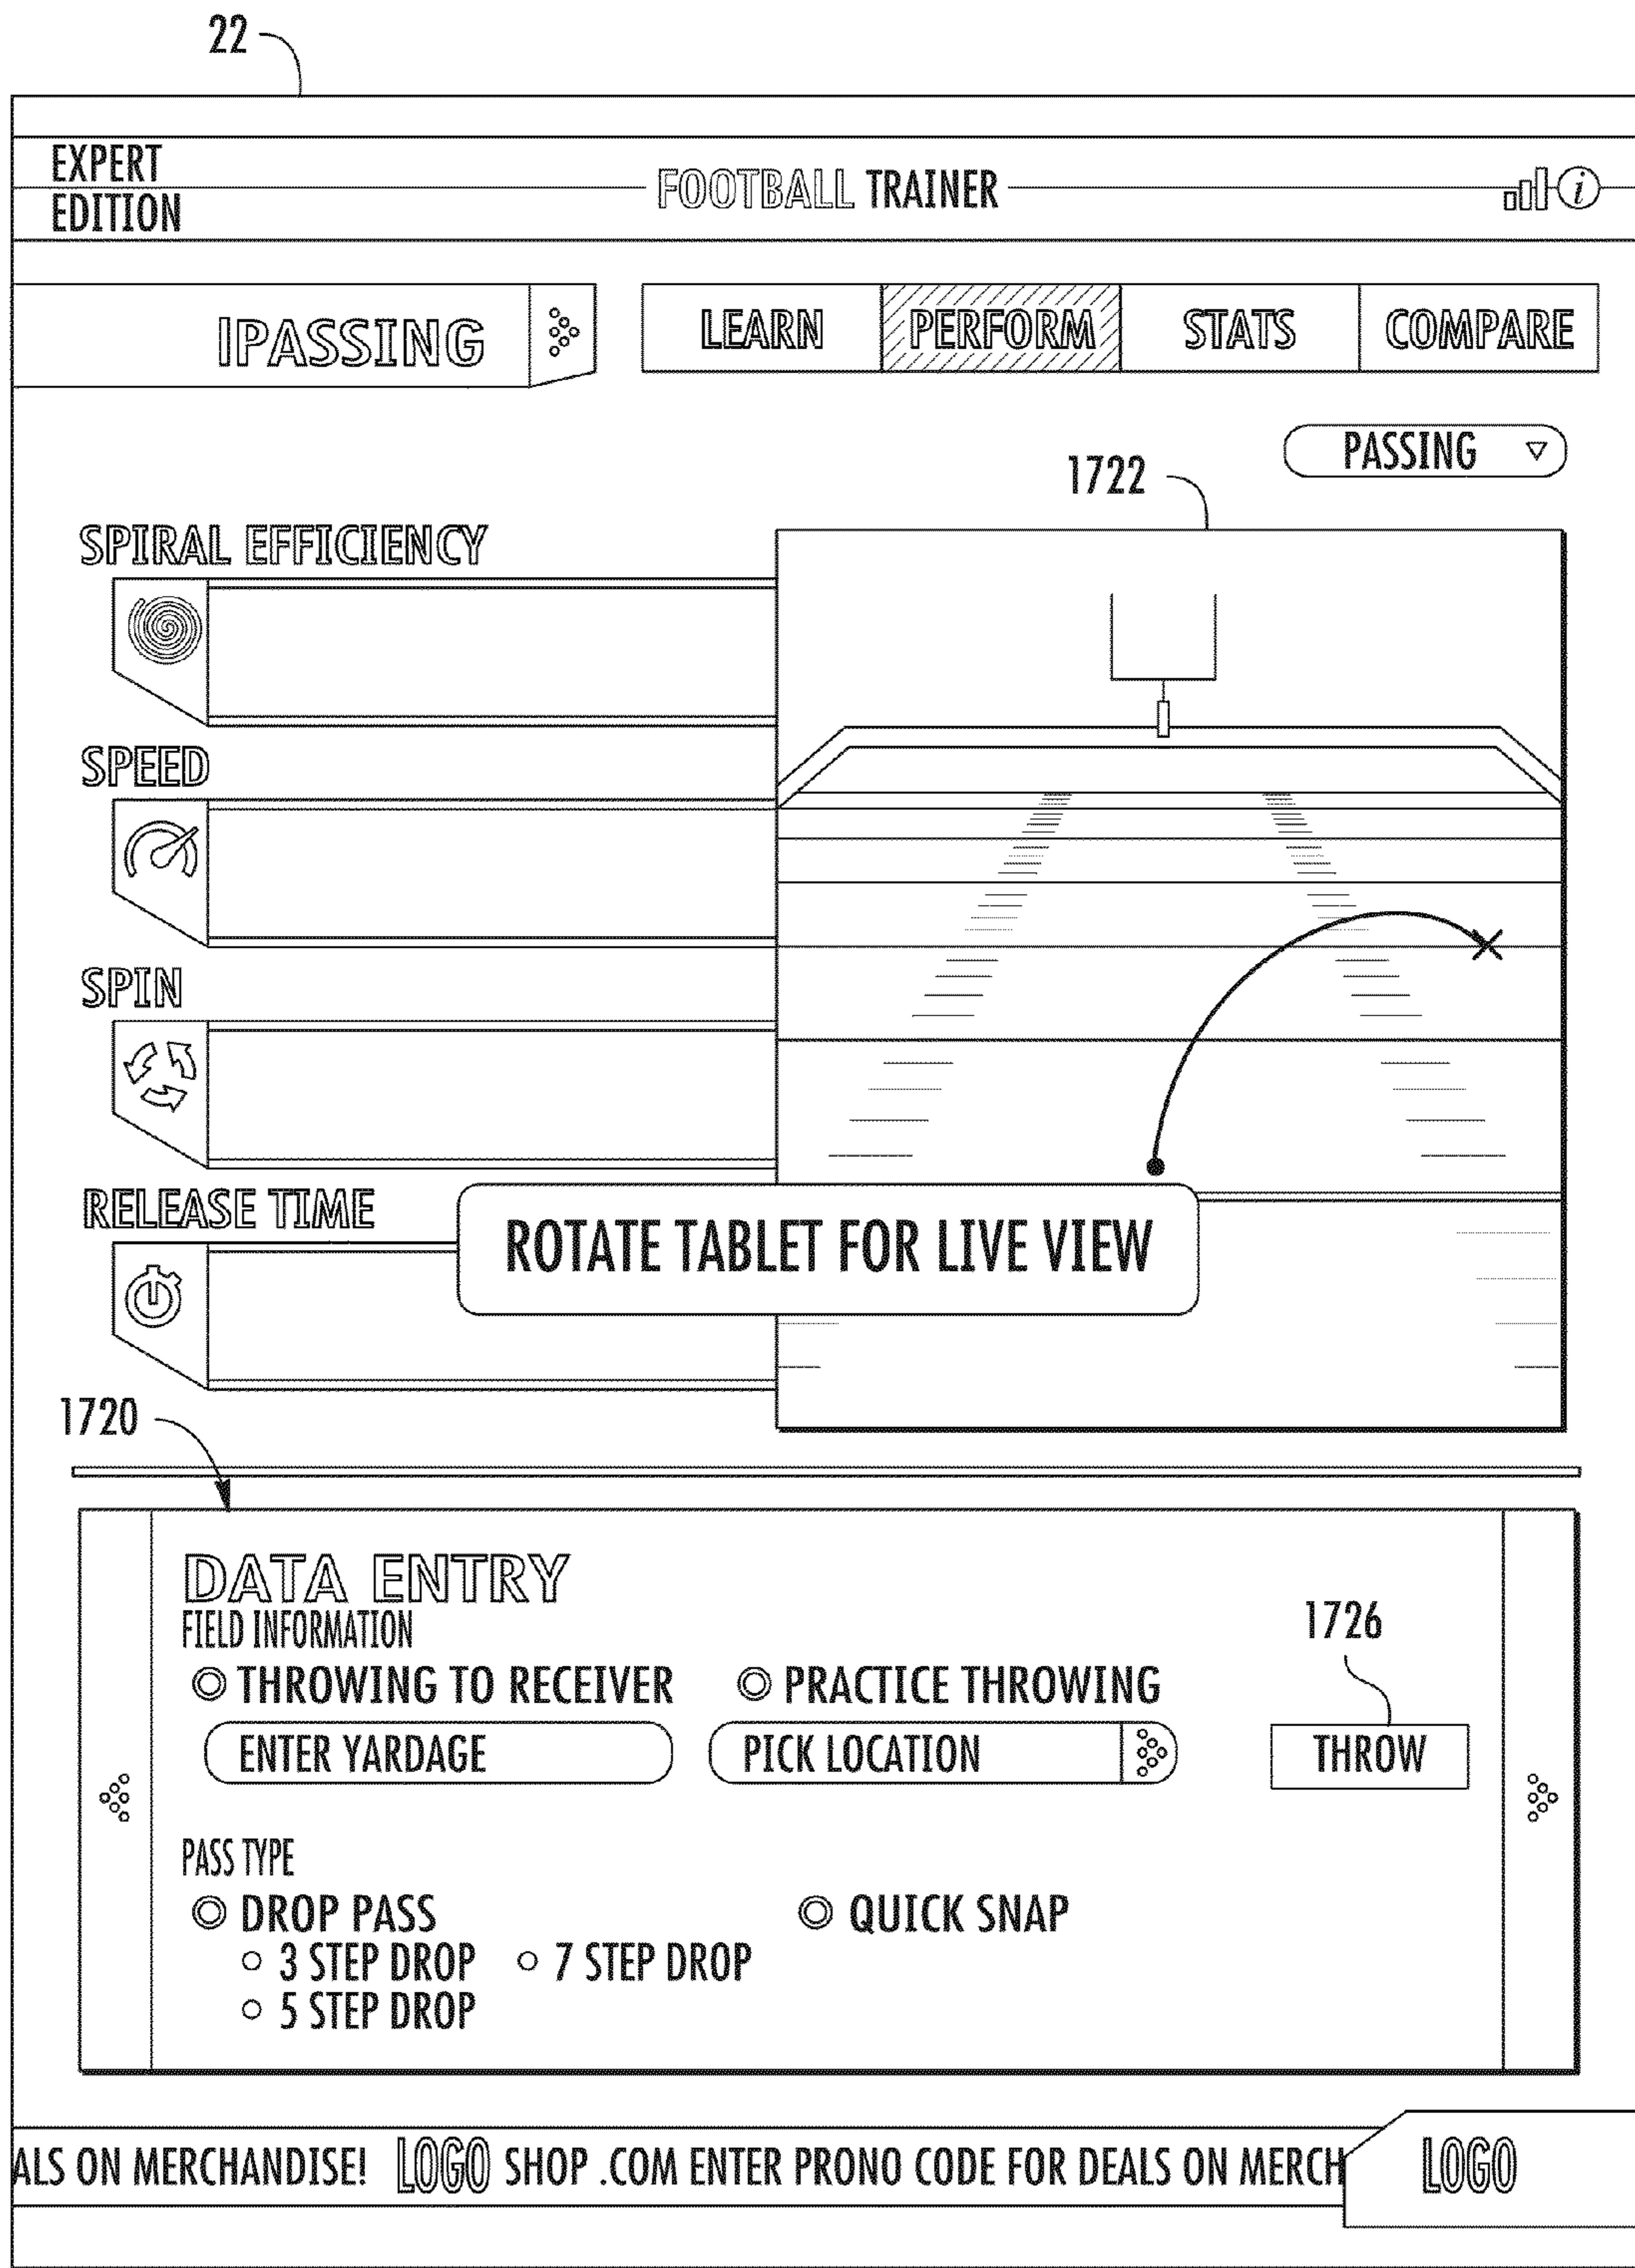 22
EXPERT
EDITION
FOOTBALL TRAINER
i
IPASSING
LEARN PERFORM STATS COMPARE
PASSING
1722
SPIRAL EFFICIENCY
SPEED
SPIN
RELEASE TIME
ROTATE TABLET FOR LIVE VIEW
1720
DATA ENTRY
FIELD INFORMATION
1726
THROWING TO RECEIVER PRACTICE THROWING
ENTER YARDAGE PICK LOCATION THROW
PASS TYPE
DROP PASS QUICK SNAP
3 STEP DROP 7 STEP DROP
5 STEP DROP
ALS ON MERCHANDISE! LOGO SHOP .COM ENTER PRONO CODE FOR DEALS ON MERCH LOGO